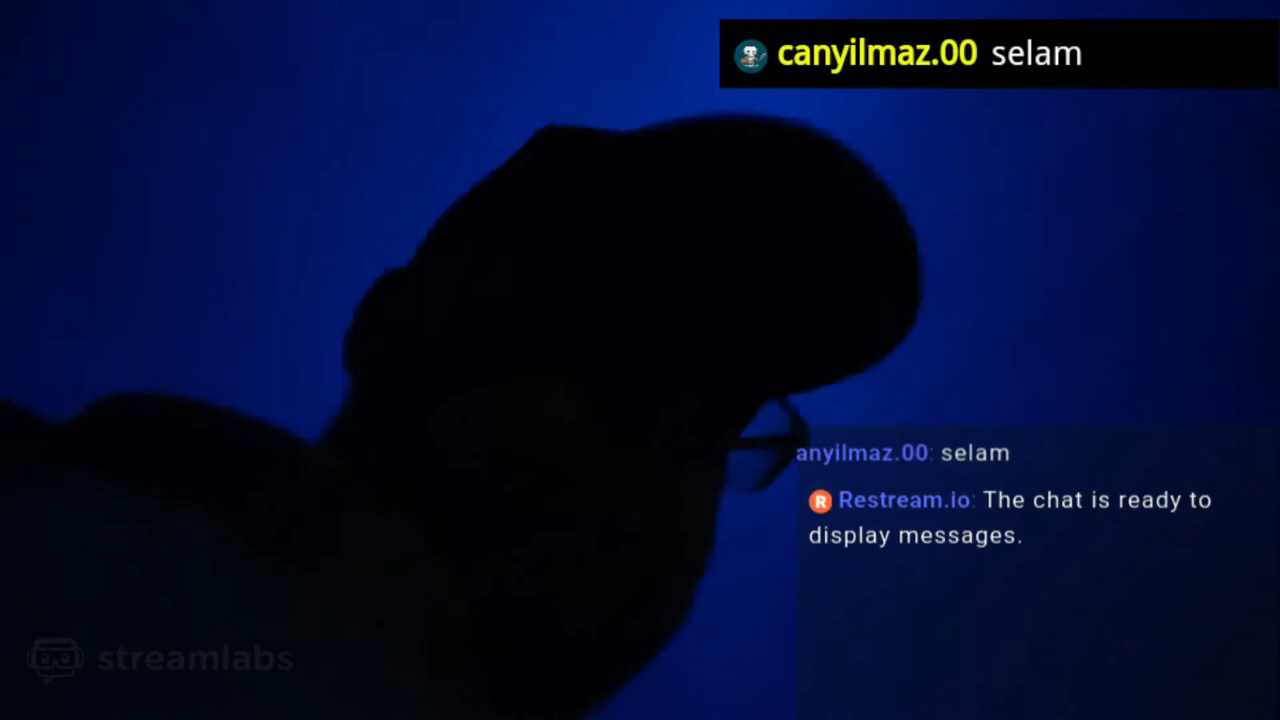 canyilmaz.00 selam
anyilmaz.00: selam
Restream.io: The chat is ready to
display messages.
streamlabs